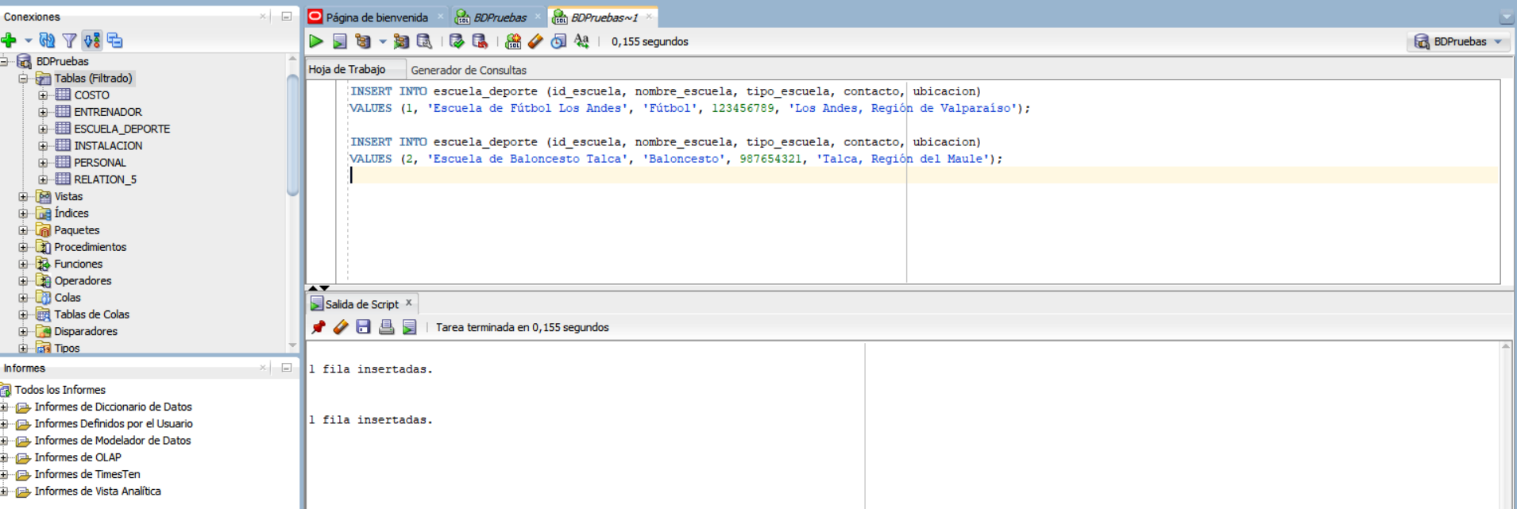 Conexiones
BDPruebas
Tablas (Filtrado)
COSTO
ENTRENADOR
ESCUELA_DEPORTE
INSTALACION
PERSONAL
RELATION_5
Vistas
Índices
Paquetes
Procedimientos
Funciones
Operadores
Colas
Tablas de Colas
Disparadores
Tipos
Informes
Todos los Informes
Informes de Diccionario de Datos
Informes Definidos por el Usuario
Informes de Modelador de Datos
Informes de OLAP
Informes de TimesTen
Informes de Vista Analítica
Página de bienvenida BDPruebas BDPruebas~1
0,155 segundos BDPruebas
Hoja de Trabajo Generador de Consultas
INSERT INTO escuela_deporte (id_escuela, nombre_escuela, tipo_escuela, contacto, ubicacion)
VALUES (1, 'Escuela de Fútbol Los Andes', 'Fútbol', 123456789, 'Los Andes, Región de Valparaíso');
INSERT INTO escuela_deporte (id_escuela, nombre_escuela, tipo_escuela, contacto, ubicacion)
VALUES (2, 'Escuela de Baloncesto Talca', 'Baloncesto', 987654321, 'Talca, Región del Maule');
Salida de Script
Tarea terminada en 0,155 segundos
1 fila insertadas.
1 fila insertadas.